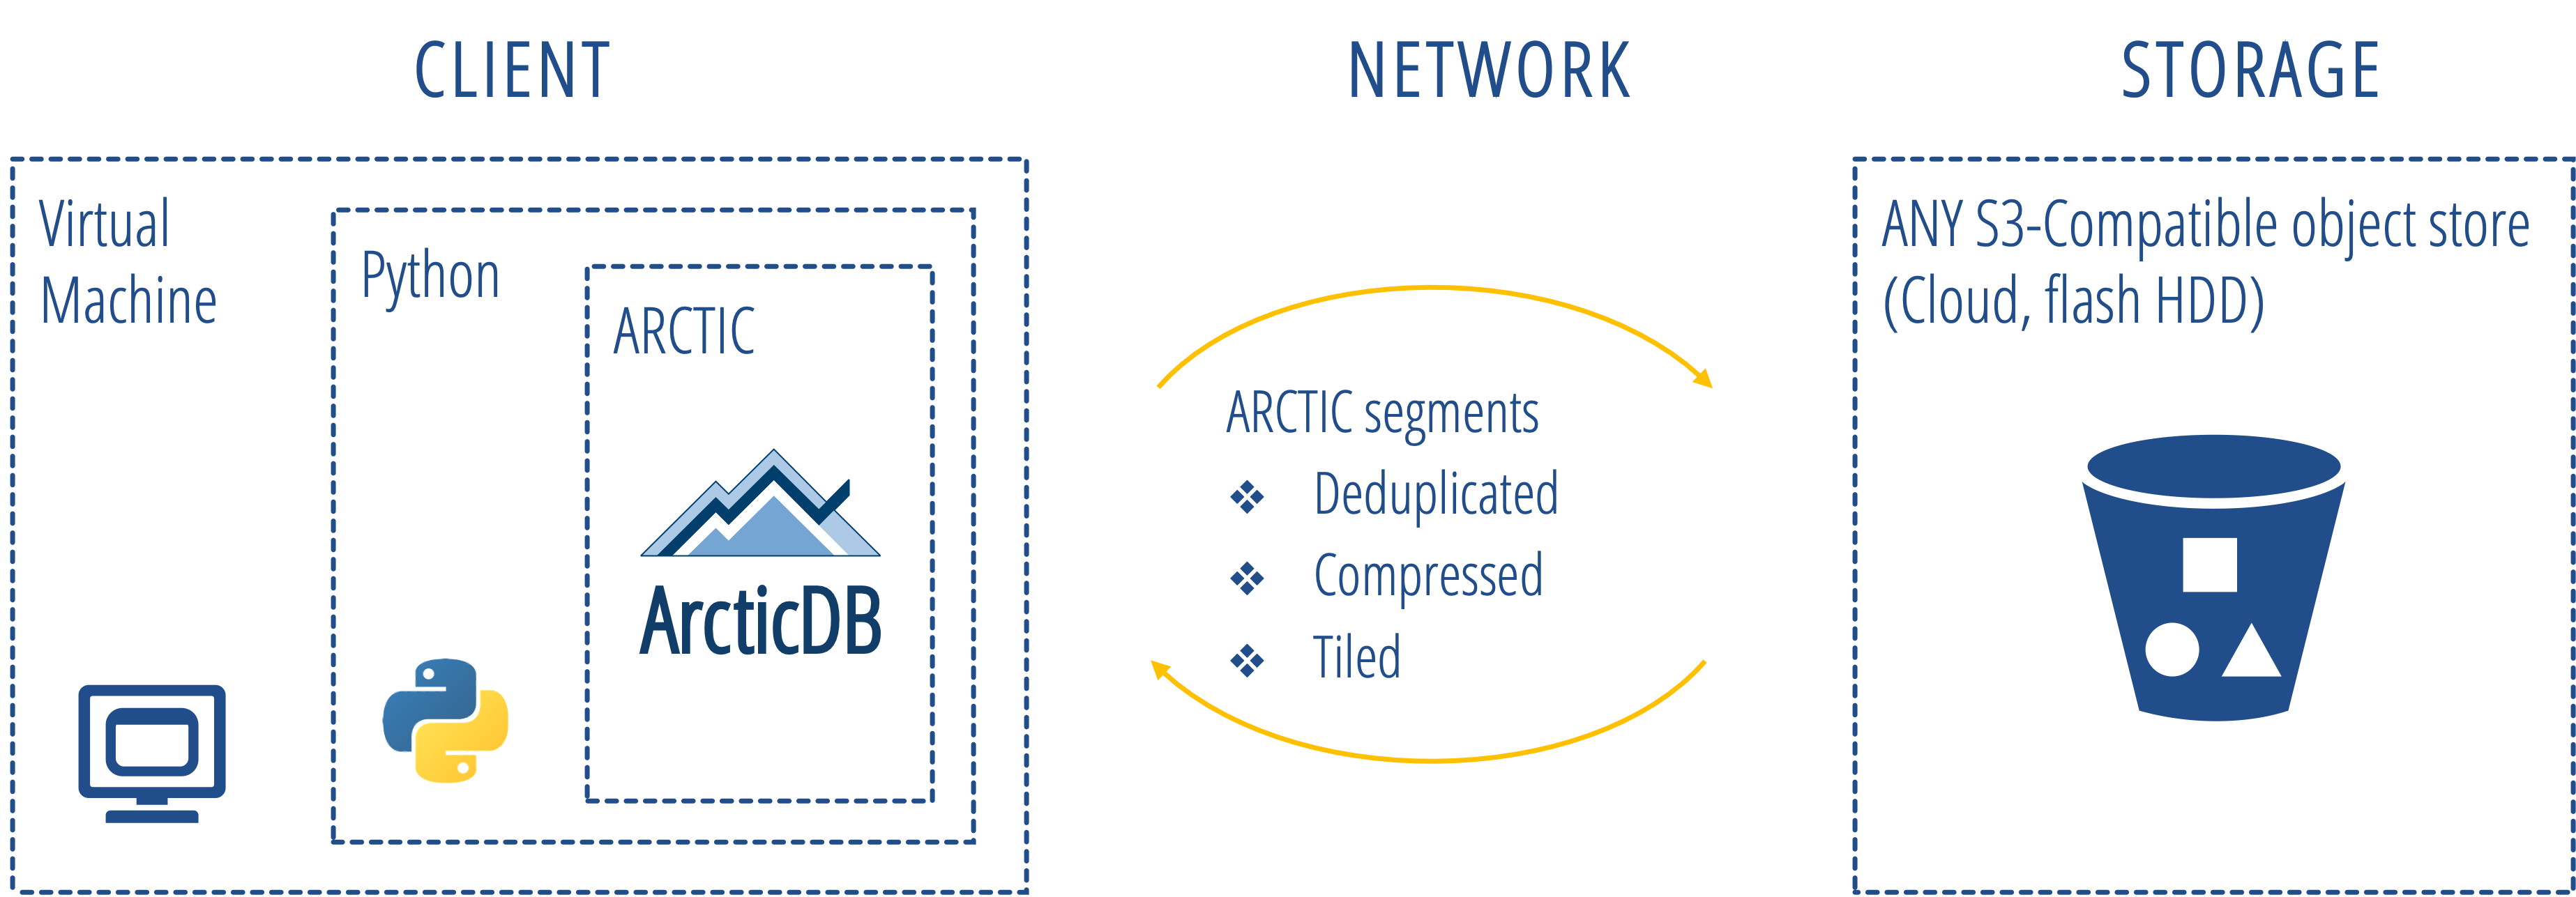 CLIENT
NETWORK
STORAGE
Virtual
Machine
Python
ARCTIC
ArcticDB
ARCTIC segments
❖ Deduplicated
❖ Compressed
❖ Tiled
ANY S3-Compatible object store
(Cloud, flash HDD)